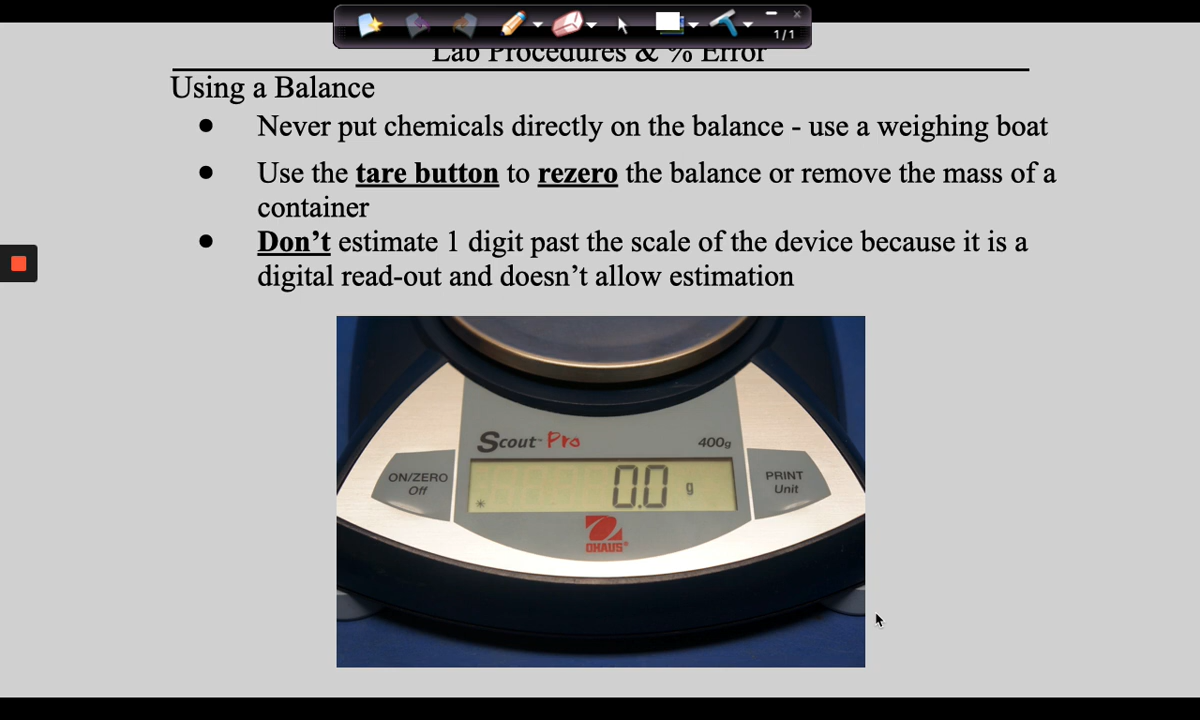 1/1
Lab Procedures & % Error
Using a Balance
● Never put chemicals directly on the balance - use a weighing boat
● Use the tare button to rezero the balance or remove the mass of a
container
● Don’t estimate 1 digit past the scale of the device because it is a
digital read-out and doesn’t allow estimation
Scout™ Pro 400g
ON/ZERO
Off
0.0 g
PRINT
Unit
OHAUS®